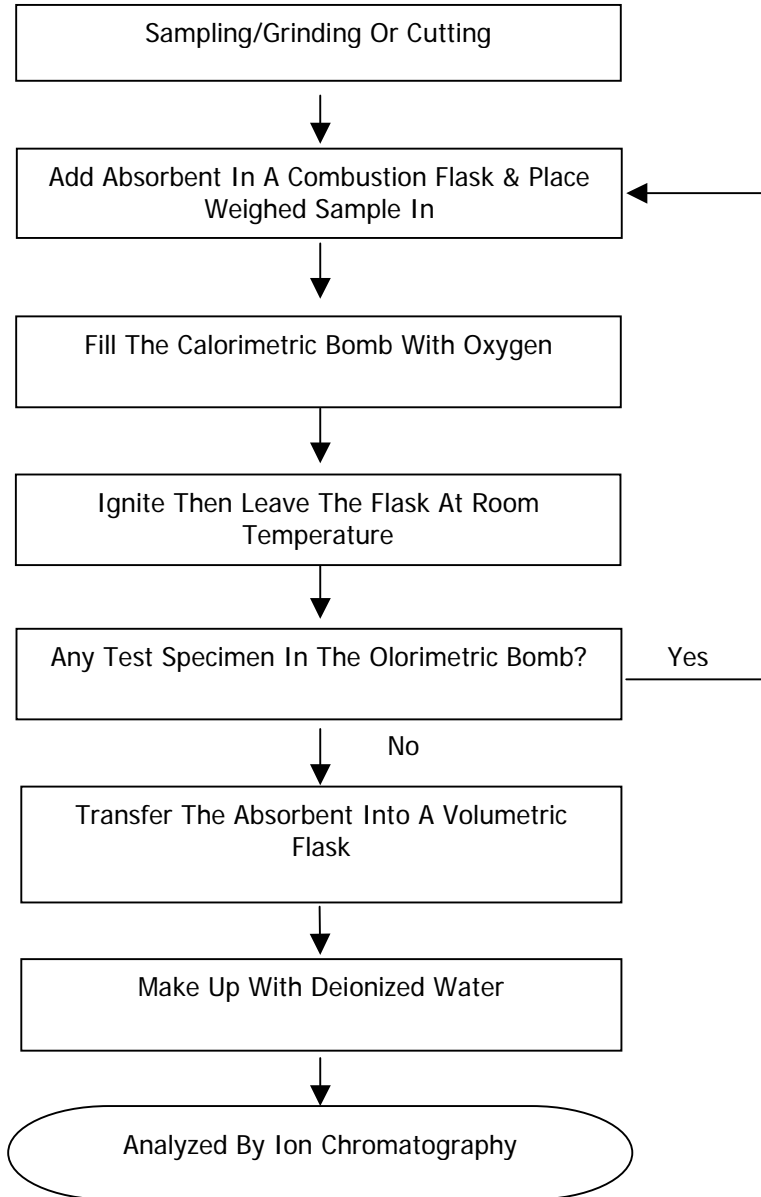 Sampling/Grinding Or Cutting
Add Absorbent In A Combustion Flask & Place
Weighed Sample In
Fill The Calorimetric Bomb With Oxygen
Ignite Then Leave The Flask At Room
Temperature
Any Test Specimen In The Olorimetric Bomb?
Yes
No
Transfer The Absorbent Into A Volumetric
Flask
Make Up With Deionized Water
Analyzed By Ion Chromatography